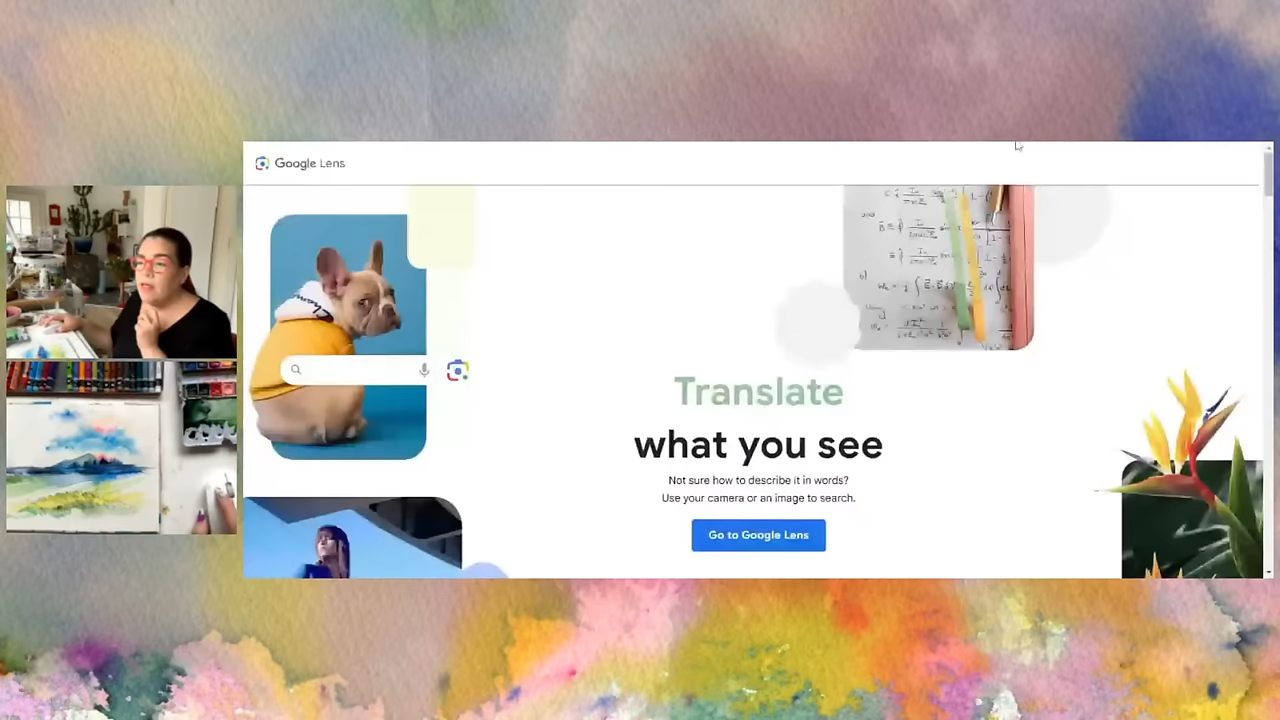 Google Lens
Translate
what you see
Not sure how to describe it in words?
Use your camera or an image to search.
Go to Google Lens